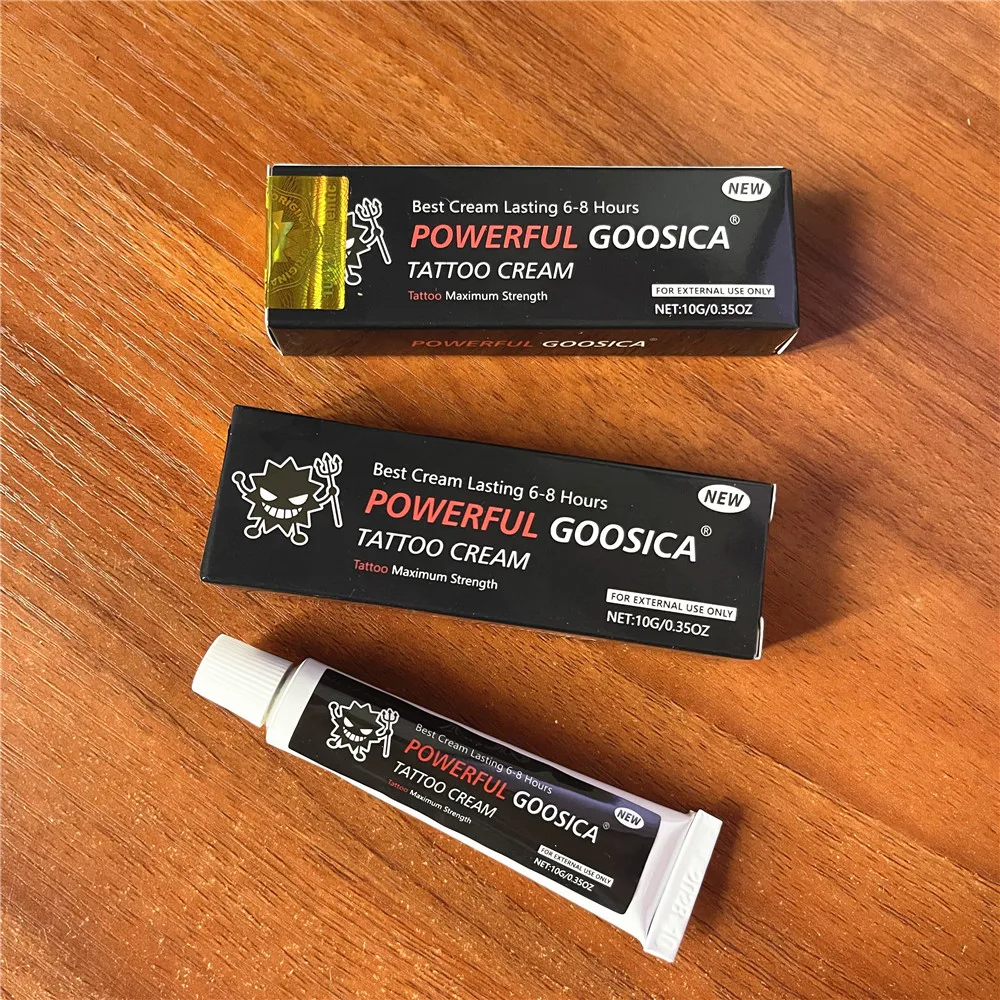 NEW
Best Cream Lasting 6-8 Hours
POWERFUL GOOSICA®
TATTOO CREAM
Tattoo Maximum Strength
FOR EXTERNAL USE ONLY
NET:10G/0.35OZ
POWERFUL GOOSICA®
NEW
Best Cream Lasting 6-8 Hours
POWERFUL GOOSICA®
TATTOO CREAM
Tattoo Maximum Strength
FOR EXTERNAL USE ONLY
NET:10G/0.35OZ
Best Cream Lasting 6-8 Hours
POWERFUL GOOSICA®
TATTOO CREAM
Tattoo Maximum Strength
NEW
FOR EXTERNAL USE ONLY
NET:10G/0.35OZ